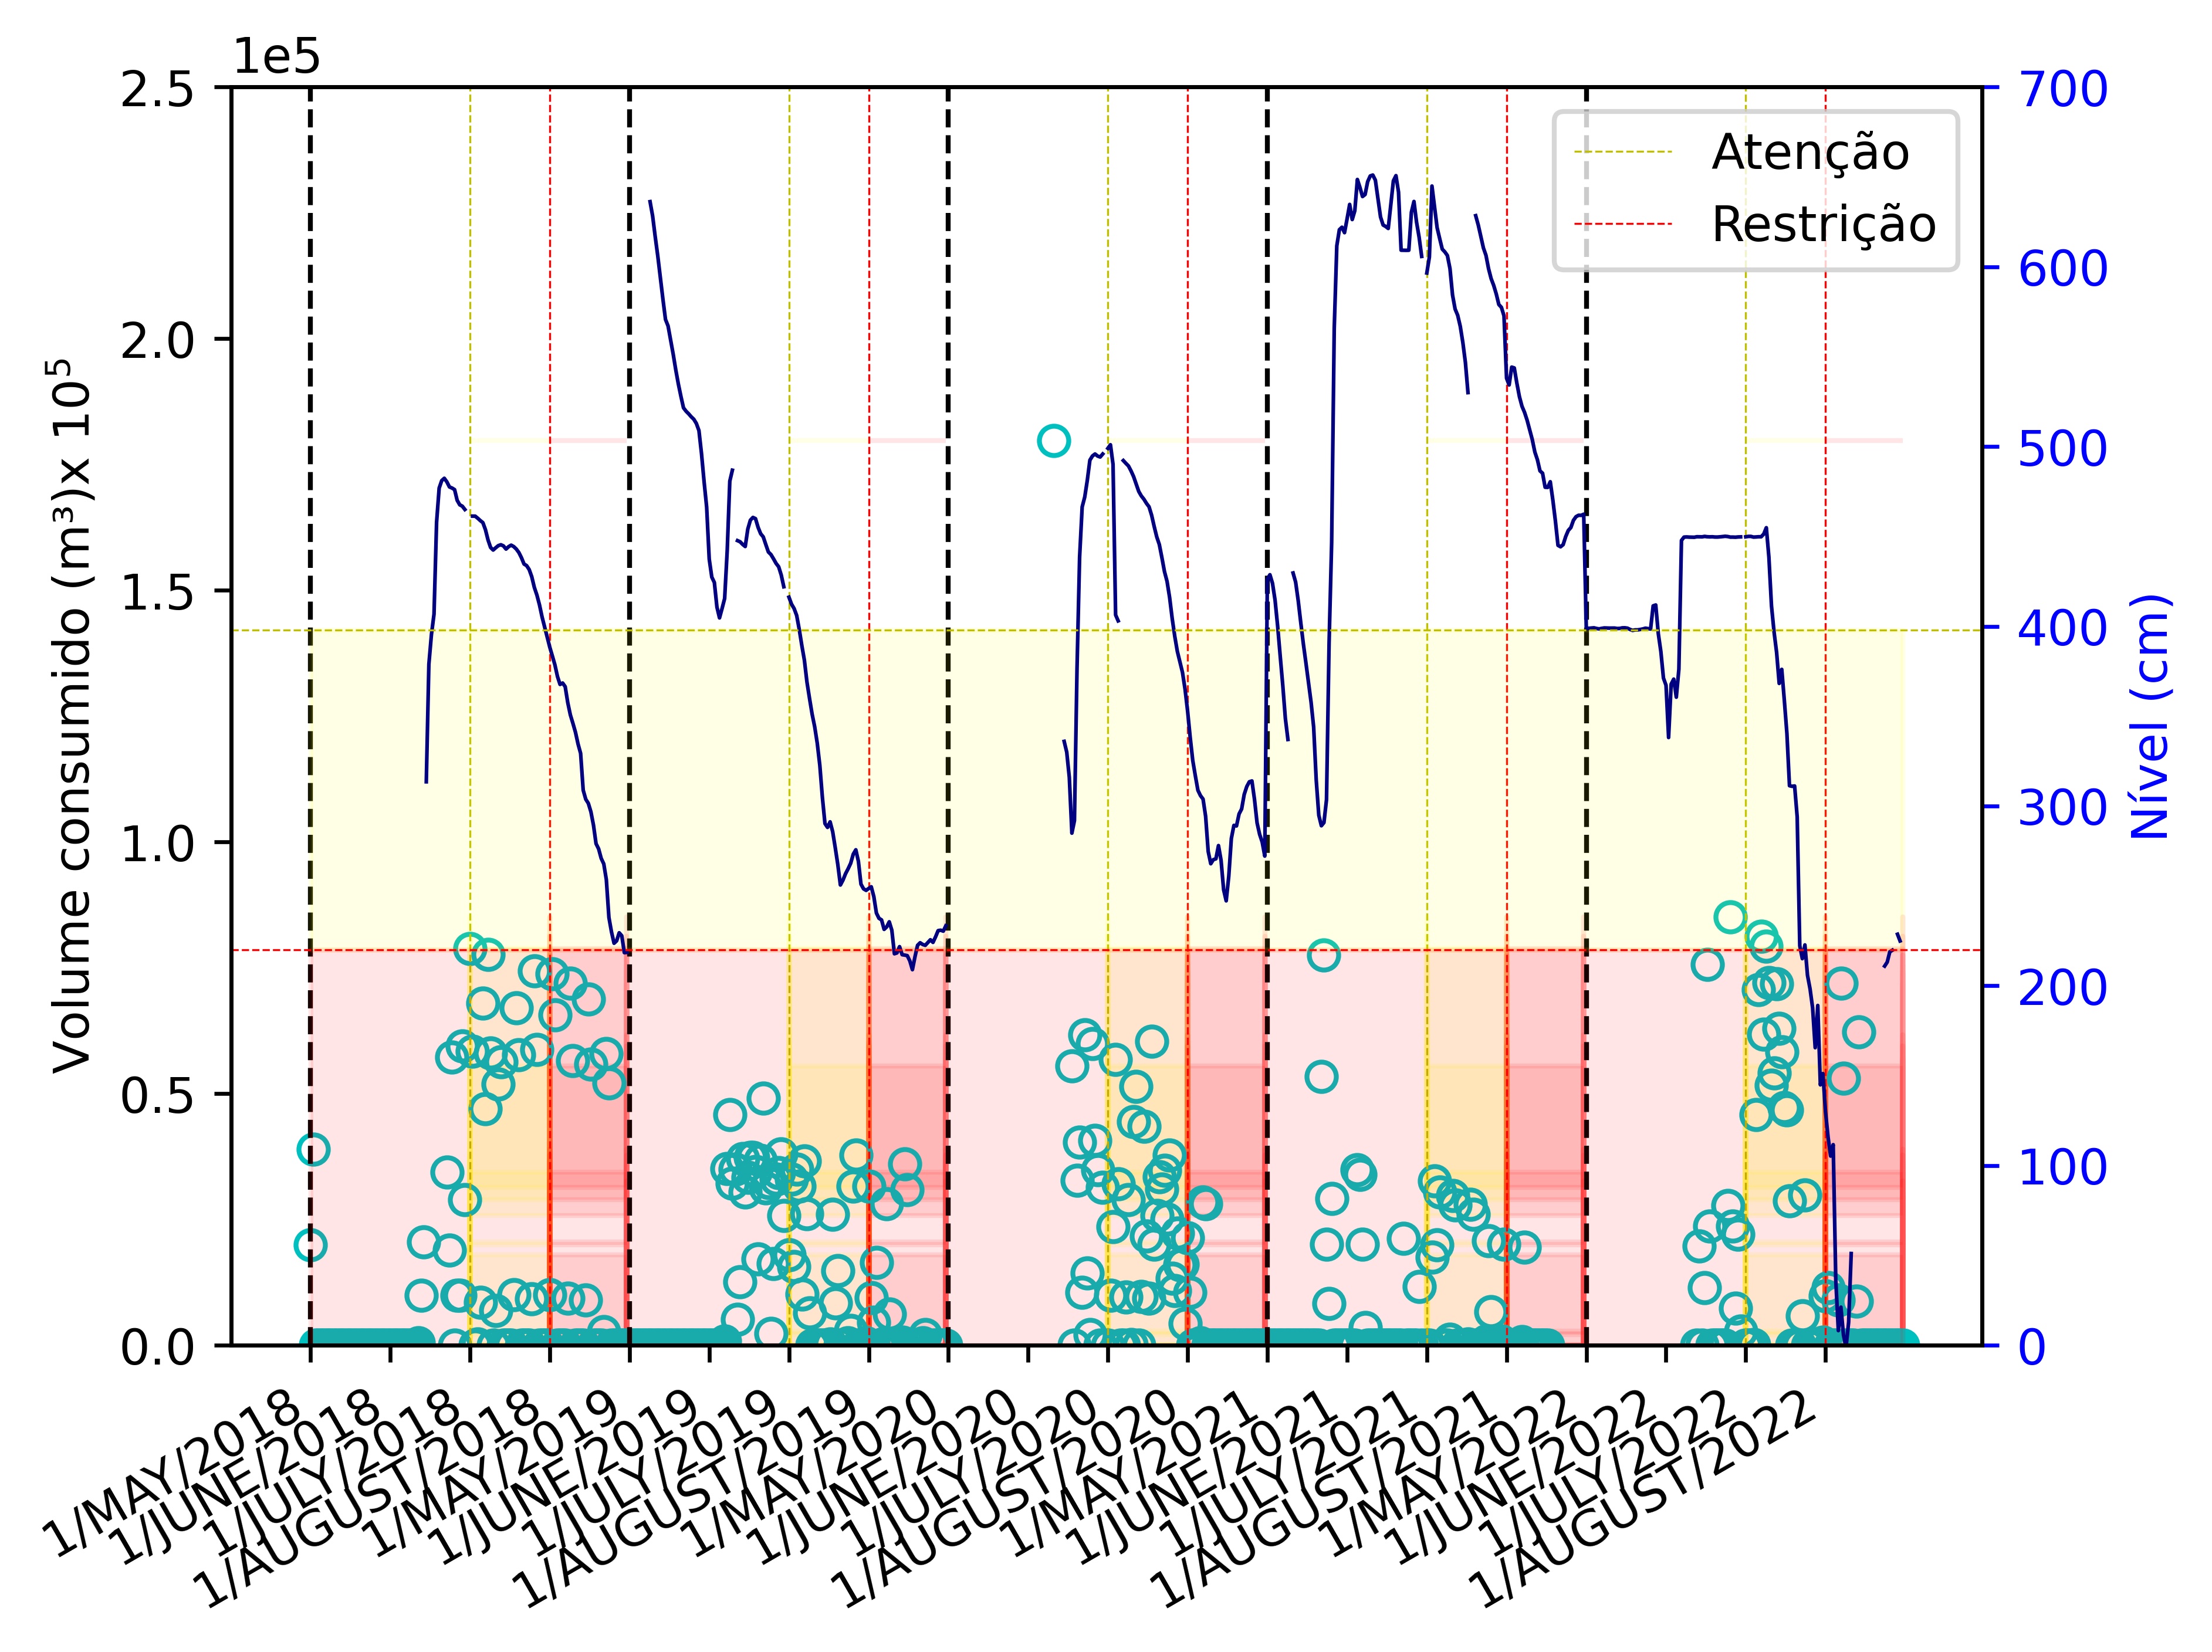 1e5
2.5
2.0
1.5
1.0
0.5
0.0
Volume consumido (m³)x 10⁵
700
600
500
400
300
200
100
0
Nível (cm)
Atenção
Restrição
1/MAY/2018
1/JUNE/2018
1/JULY/2018
1/AUGUST/2018
1/MAY/2019
1/JUNE/2019
1/JULY/2019
1/AUGUST/2019
1/MAY/2020
1/JUNE/2020
1/JULY/2020
1/AUGUST/2020
1/MAY/2021
1/JUNE/2021
1/JULY/2021
1/AUGUST/2021
1/MAY/2022
1/JUNE/2022
1/JULY/2022
1/AUGUST/2022